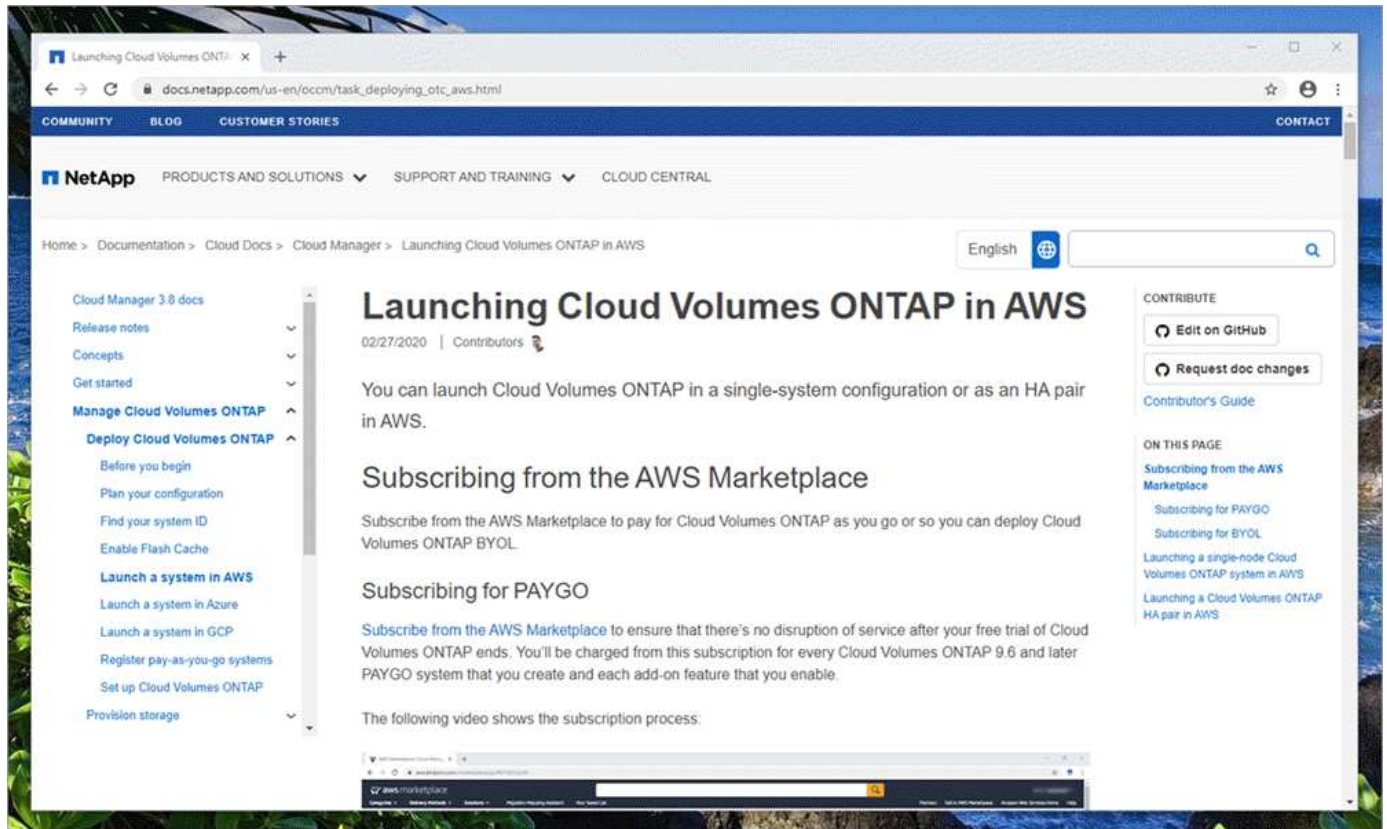 Launching Cloud Volumes ONTA
docs.netapp.com/us-en/occm/task_deploying_otc_aws.html
COMMUNITY BLOG CUSTOMER STORIES CONTACT
NetApp PRODUCTS AND SOLUTIONS SUPPORT AND TRAINING CLOUD CENTRAL
Home > Documentation > Cloud Docs > Cloud Manager > Launching Cloud Volumes ONTAP in AWS
English
Cloud Manager 3.8 docs
Release notes
Concepts
Get started
Manage Cloud Volumes ONTAP
Deploy Cloud Volumes ONTAP
Before you begin
Plan your configuration
Find your system ID
Enable Flash Cache
Launch a system in AWS
Launch a system in Azure
Launch a system in GCP
Register pay-as-you-go systems
Set up Cloud Volumes ONTAP
Provision storage
Launching Cloud Volumes ONTAP in AWS
02/27/2020 | Contributors
You can launch Cloud Volumes ONTAP in a single-system configuration or as an HA pair
in AWS.
Subscribing from the AWS Marketplace
Subscribe from the AWS Marketplace to pay for Cloud Volumes ONTAP as you go or so you can deploy Cloud
Volumes ONTAP BYOL.
Subscribing for PAYGO
Subscribe from the AWS Marketplace to ensure that there's no disruption of service after your free trial of Cloud
Volumes ONTAP ends. You'll be charged from this subscription for every Cloud Volumes ONTAP 9.6 and later
PAYGO system that you create and each add-on feature that you enable.
The following video shows the subscription process:
aws marketplace
CONTRIBUTE
Edit on GitHub
Request doc changes
Contributor's Guide
ON THIS PAGE
Subscribing from the AWS
Marketplace
Subscribing for PAYGO
Subscribing for BYOL
Launching a single-node Cloud
Volumes ONTAP system in AWS
Launching a Cloud Volumes ONTAP
HA pair in AWS